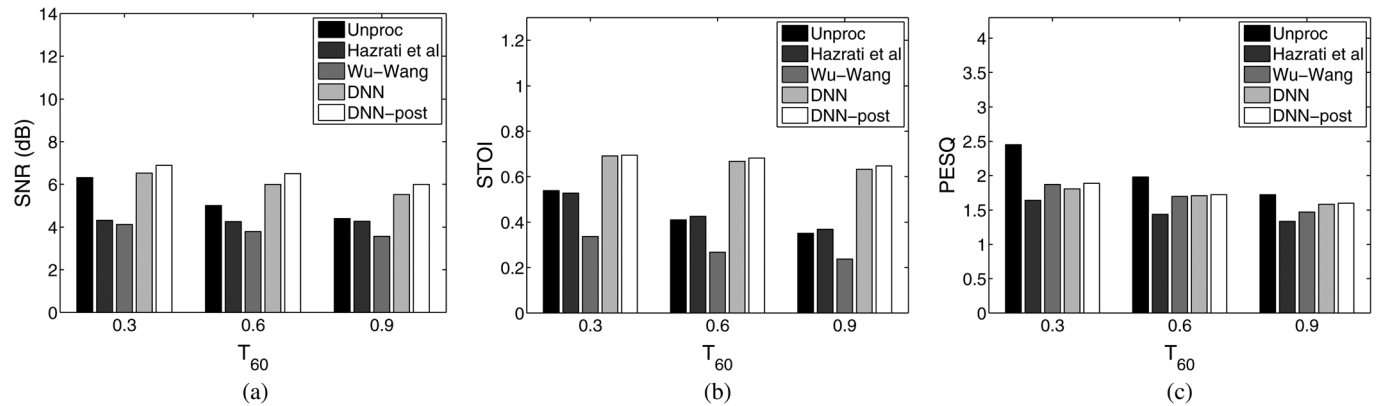 14
12
10
8
6
4
2
0
SNR (dB)
Unproc
Hazrati et al
Wu−Wang
DNN
DNN−post
0.3 0.6 0.9
T60
(a)
1.2
1
0.8
0.6
0.4
0.2
0
STOI
Unproc
Hazrati et al
Wu−Wang
DNN
DNN−post
0.3 0.6 0.9
T60
(b)
4
3.5
3
2.5
2
1.5
1
0.5
0
PESQ
Unproc
Hazrati et al
Wu−Wang
DNN
DNN−post
0.3 0.6 0.9
T60
(c)